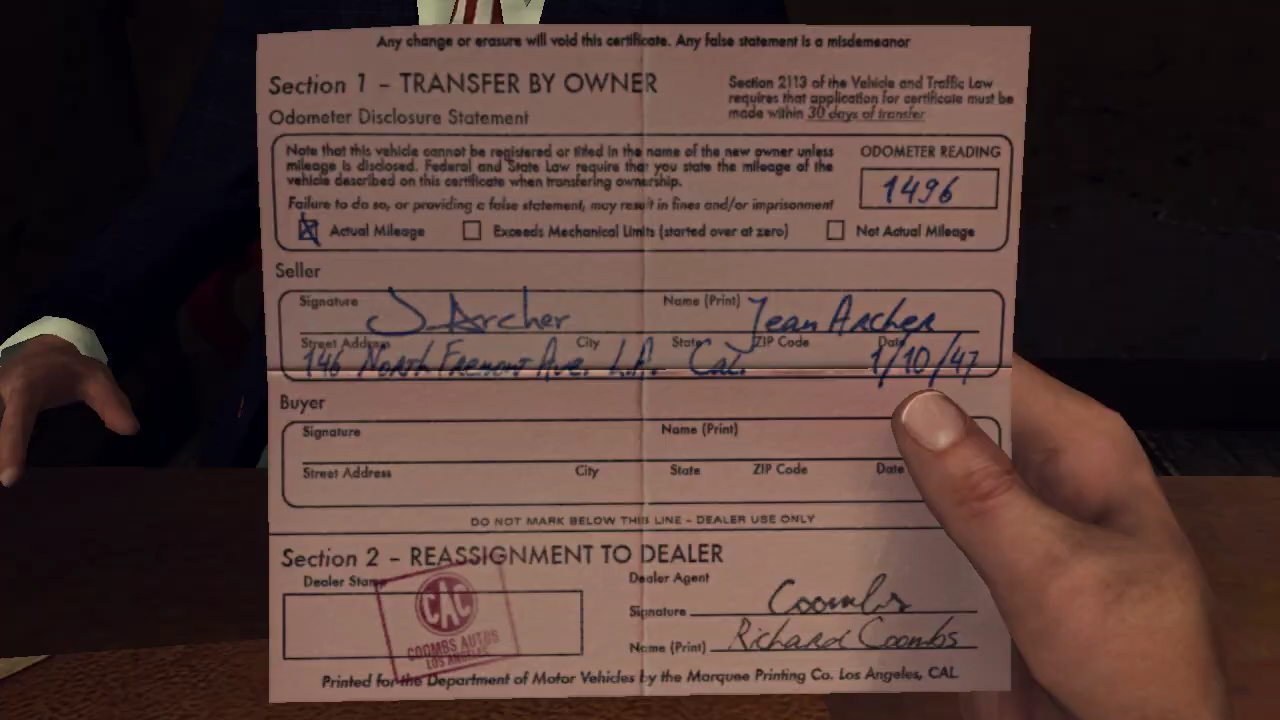 Any change or erasure will void this certificate. Any false statement is a misdemeanor
Section 1 - TRANSFER BY OWNER
Section 2113 of the Vehicle and Traffic Law
requires that application for certificate must be
made within 30 days of transfer
Odometer Disclosure Statement
Note that this vehicle cannot be registered or titled in the name of the new owner unless
mileage is disclosed. Federal and State Law require that you state the mileage of the
vehicle described on this certificate when transfering ownership.
Failure to do so, or providing a false statement, may result in fines and/or imprisonment
ODOMETER READING
1496
Actual Mileage
Exceeds Mechanical Limits (started over at zero)
Not Actual Mileage
Seller
Signature J. Archer Name (Print) Jean Archer
Street Address City State ZIP Code Date
146 North Fremont Ave. L.A. Cal. 1/10/47
Buyer
Signature Name (Print)
Street Address City State ZIP Code Date
DO NOT MARK BELOW THIS LINE - DEALER USE ONLY
Section 2 - REASSIGNMENT TO DEALER
Dealer Stamp
CAC
COOMBS AUTOS
LOS ANGELES
Dealer Agent
Signature Coombs
Name (Print) Richard Coombs
Printed for the Department of Motor Vehicles by the Marquee Printing Co. Los Angeles, CAL